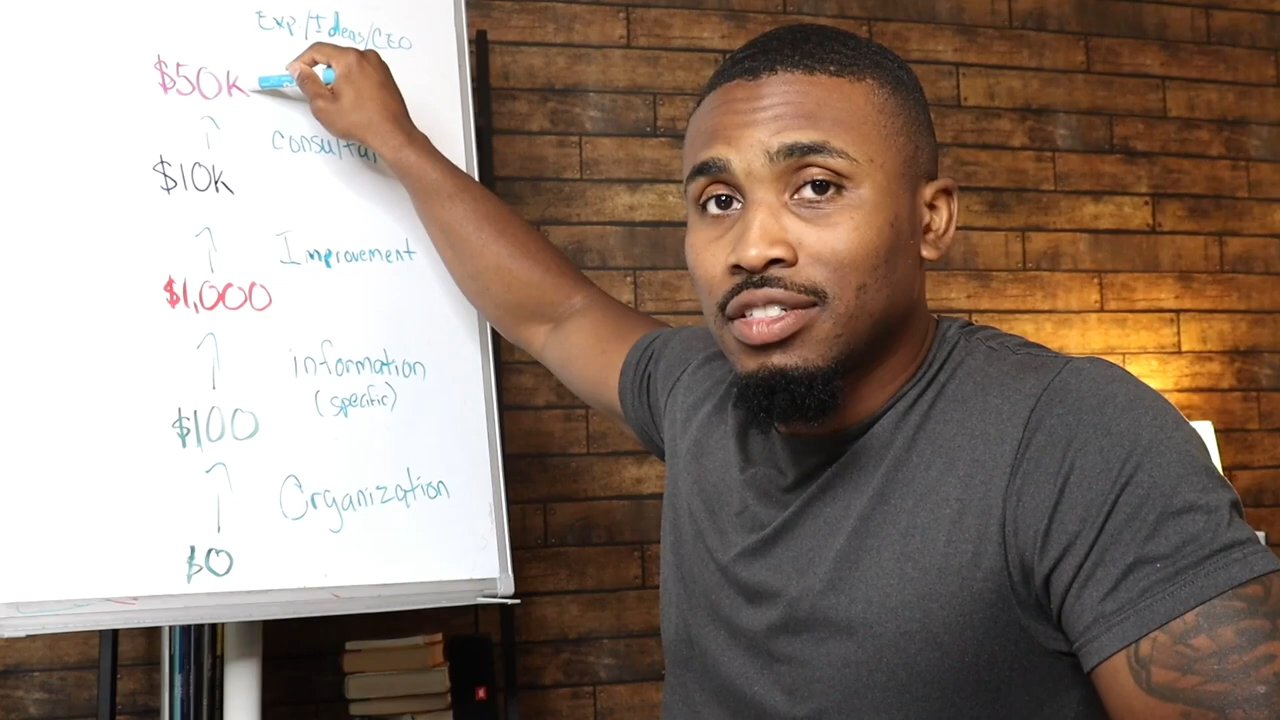 Exp/Ideas/CEO
$50k
$10k
Improvement
$1,000
information
(specific)
$100
Organization
$0